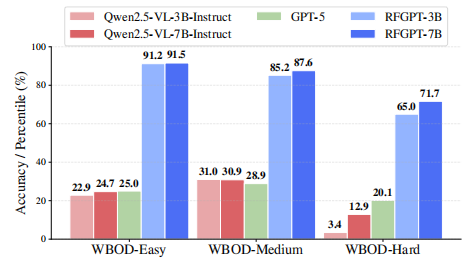 Qwen2.5-VL-3B-Instruct GPT-5 RFGPT-3B
Qwen2.5-VL-7B-Instruct RFGPT-7B
Accuracy / Percentile (%)
100
80
60
40
20
0
22.9 24.7 25.0 91.2 91.5
31.0 30.9 28.9 85.2 87.6
3.4 12.9 20.1 65.0 71.7
WBOD-Easy WBOD-Medium WBOD-Hard